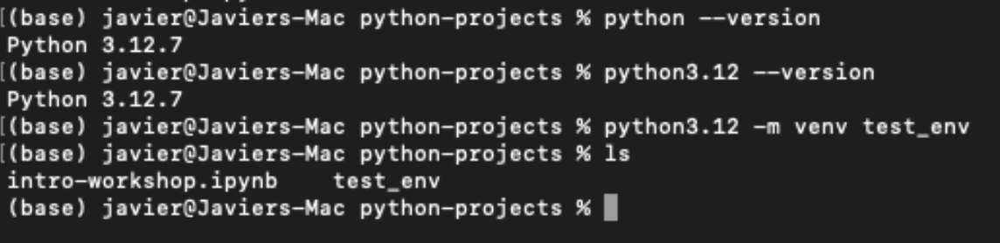 [(base) javier@Javiers-Mac python-projects % python --version
Python 3.12.7
[(base) javier@Javiers-Mac python-projects % python3.12 --version
Python 3.12.7
[(base) javier@Javiers-Mac python-projects % python3.12 -m venv test_env
[(base) javier@Javiers-Mac python-projects % ls
intro-workshop.ipynb    test_env
(base) javier@Javiers-Mac python-projects %